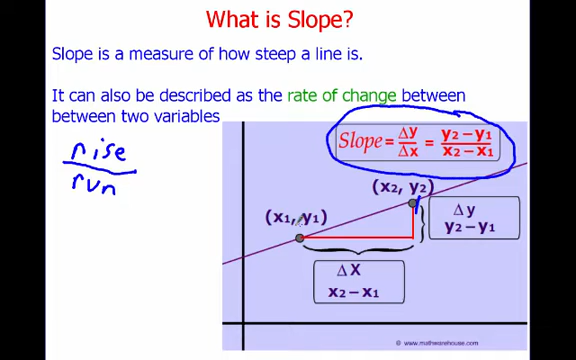 What is Slope?
Slope is a measure of how steep a line is.
It can also be described as the rate of change between
between two variables
rise
run
Slope = Δy/Δx = y2 − y1/x2 − x1
(x2, y2)
(x1, y1)
Δy
y2 − y1
ΔX
x2 − x1
© www.mathwarehouse.com